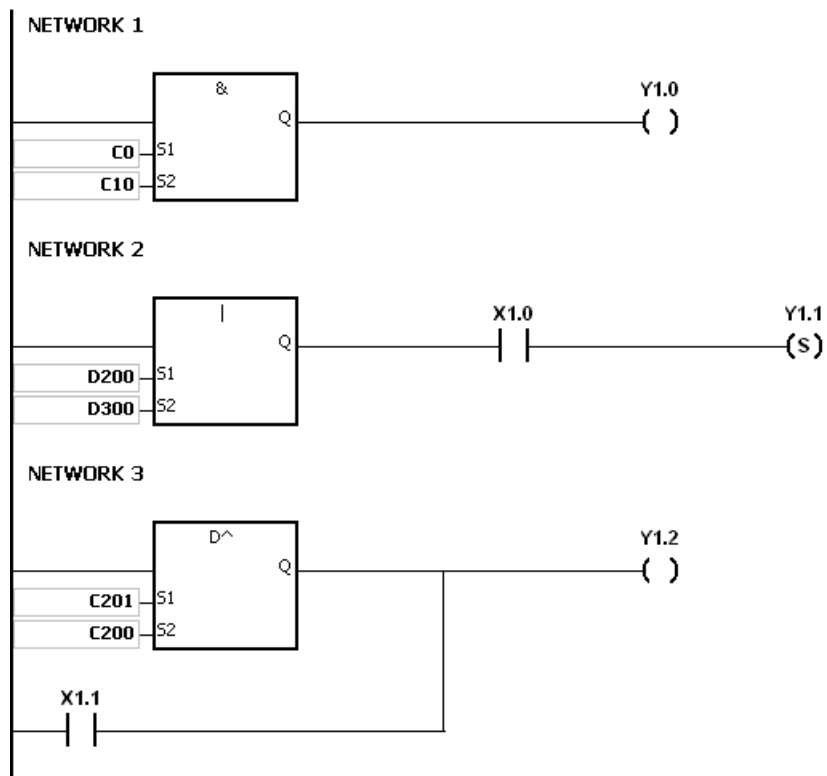 NETWORK 1
&
Y1.0
Q
( )
C0 S1
C10 S2
NETWORK 2
|
X1.0
Y1.1
Q
(S)
D200 S1
D300 S2
NETWORK 3
D^
Y1.2
Q
( )
C201 S1
C200 S2
X1.1